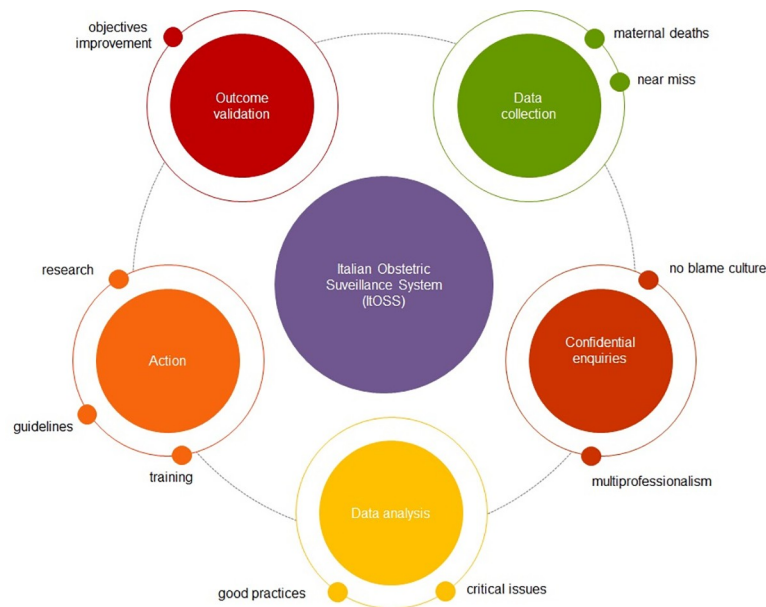 objectives
improvement
Outcome
validation
Data
collection
maternal deaths
near miss
Italian Obstetric
Suveillance System
(ItOSS)
research
Action
guidelines
training
no blame culture
Confidential
enquiries
multiprofessionalism
Data analysis
good practices
critical issues